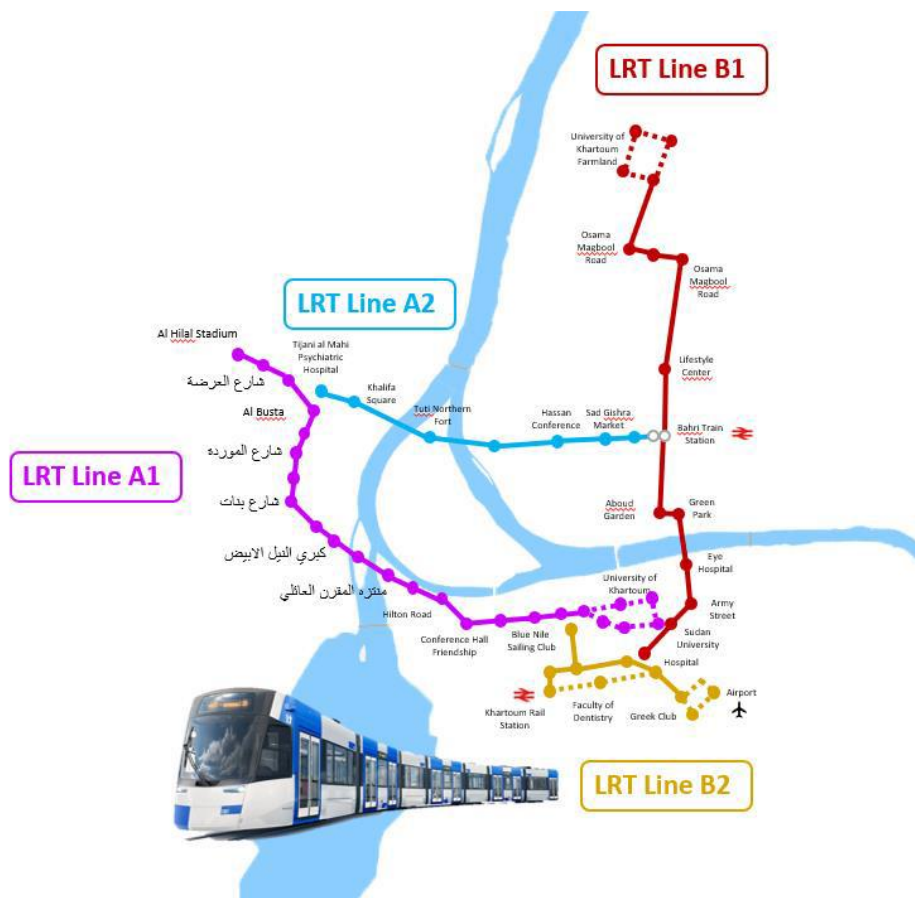 LRT Line B1
University of
Khartoum
Farmland
Osama
Magbool
Road
Osama
Magbool
Road
LRT Line A2
Al Hilal Stadium
Tijani al Mahi
Psychiatric
Hospital
شارع العرضة
Khalifa
Square
Lifestyle
Center
Al Busta
Tuti Northern
Fort
Hassan
Conference
Sad Gishra
Market
Bahri Train
Station
شارع الموردة
LRT Line A1
شارع بنات
Aboud
Garden
Green
Park
كبري النيل الابيض
Eye
Hospital
منتزه المقرن العائلي
University of
Khartoum
Hilton Road
Army
Street
Conference Hall
Friendship
Blue Nile
Sailing Club
Sudan
University
Hospital
Khartoum Rail
Station
Faculty of
Dentistry
Greek Club
Airport
LRT Line B2